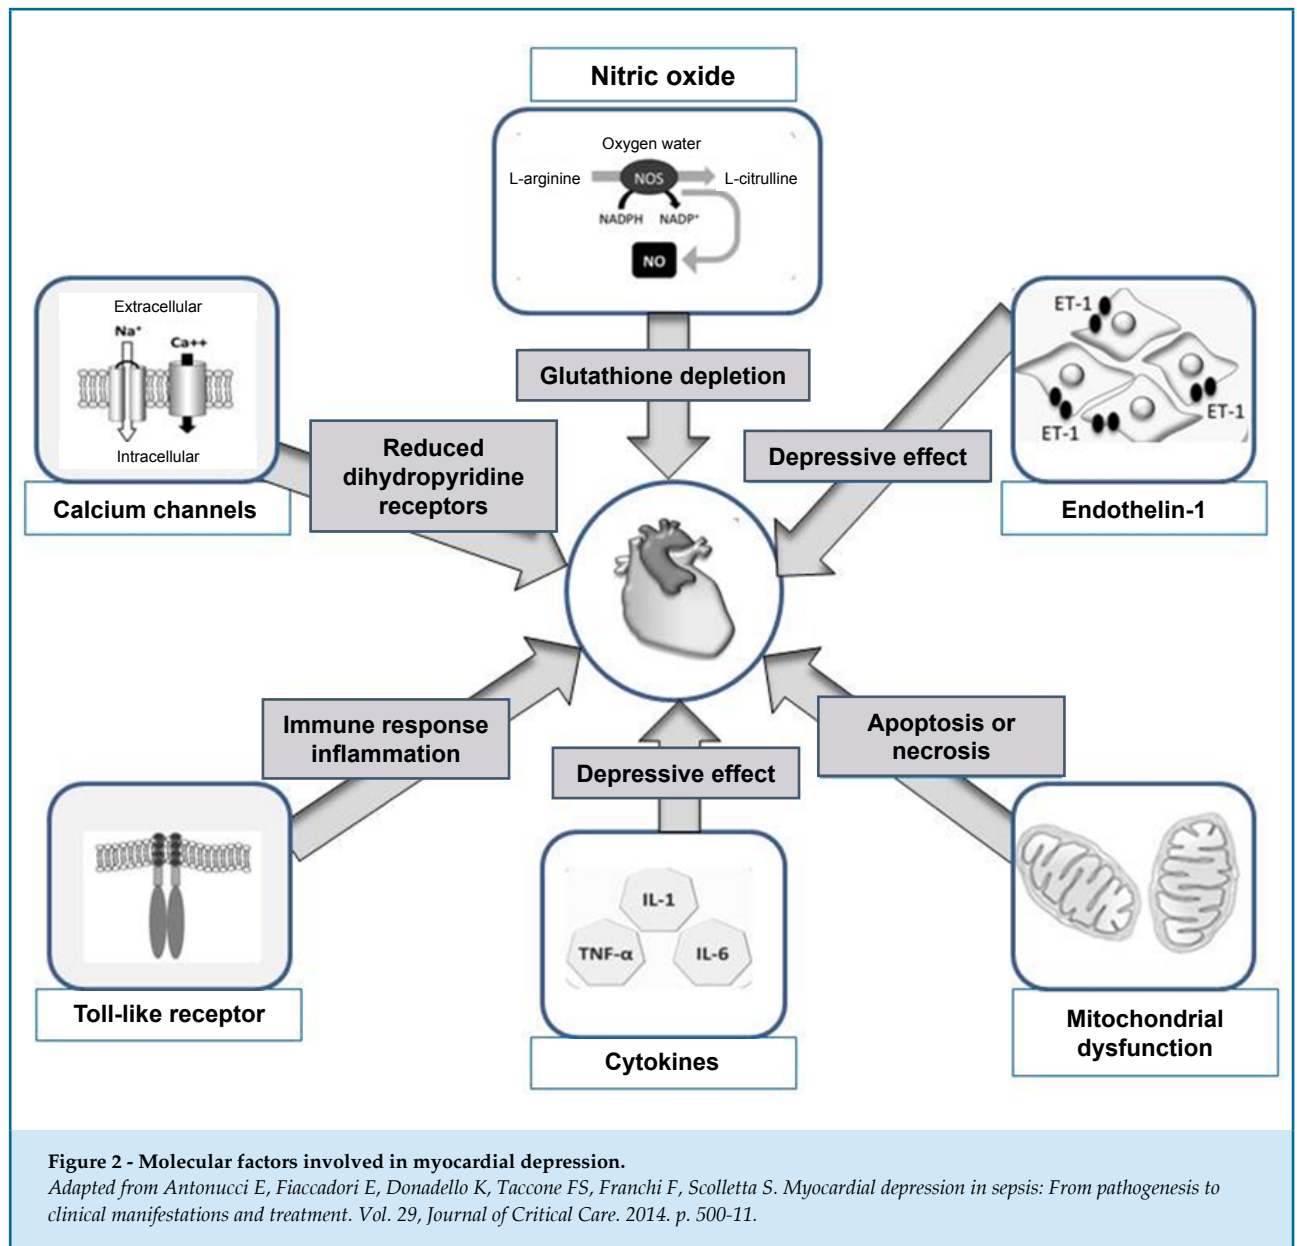 Nitric oxide
Oxygen water
L-arginine
NOS
L-citrulline
NADPH
NADP⁺
NO
Glutathione depletion
Extracellular
Na⁺
Ca++
Intracellular
Calcium channels
Reduced
dihydropyridine
receptors
ET-1
ET-1
ET-1
Endothelin-1
Depressive effect
Immune response
inflammation
Toll-like receptor
Depressive effect
IL-1
TNF-α
IL-6
Cytokines
Apoptosis or
necrosis
Mitochondrial
dysfunction
Figure 2 - Molecular factors involved in myocardial depression.
Adapted from Antonucci E, Fiaccadori E, Donadello K, Taccone FS, Franchi F, Scolletta S. Myocardial depression in sepsis: From pathogenesis to
clinical manifestations and treatment. Vol. 29, Journal of Critical Care. 2014. p. 500-11.